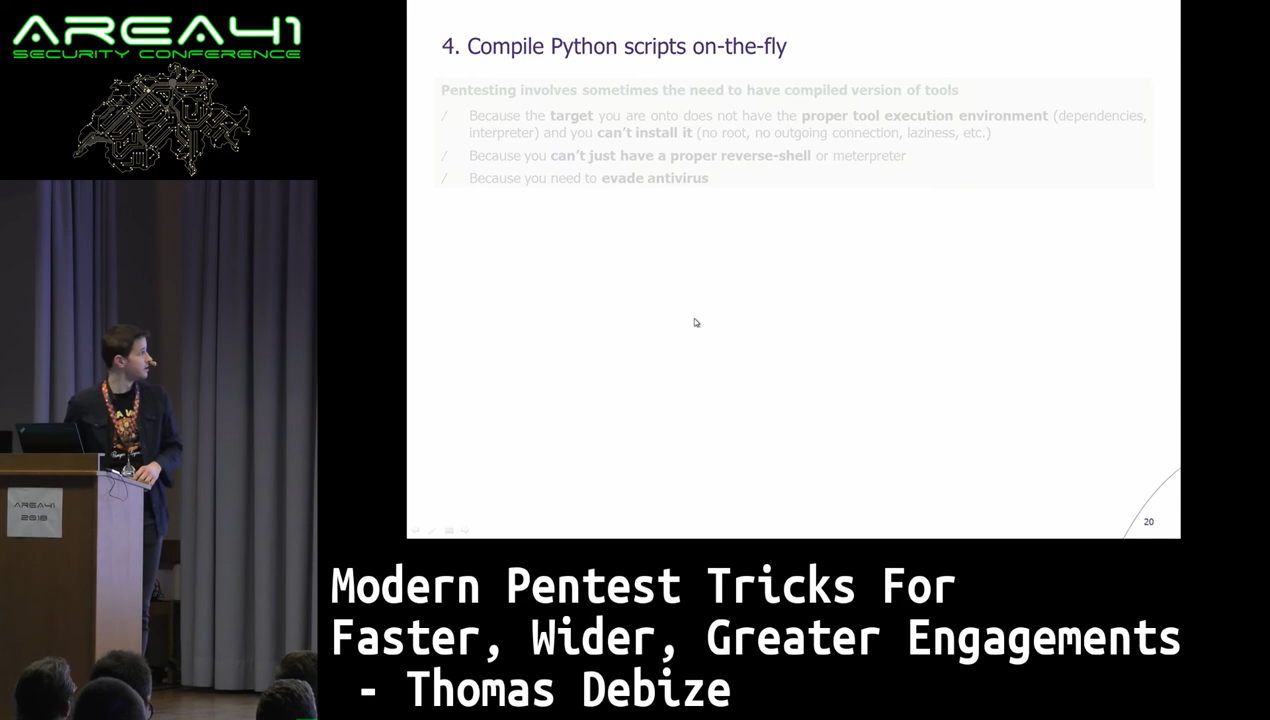 AREA41
SECURITY CONFERENCE
4. Compile Python scripts on-the-fly
Pentesting involves sometimes the need to have compiled version of tools
/ Because the target you are onto does not have the proper tool execution environment (dependencies,
interpreter) and you can't install it (no root, no outgoing connection, laziness, etc.)
/ Because you can't just have a proper reverse-shell or meterpreter
/ Because you need to evade antivirus
20
AREA41
2018
Modern Pentest Tricks For
Faster, Wider, Greater Engagements
- Thomas Debize